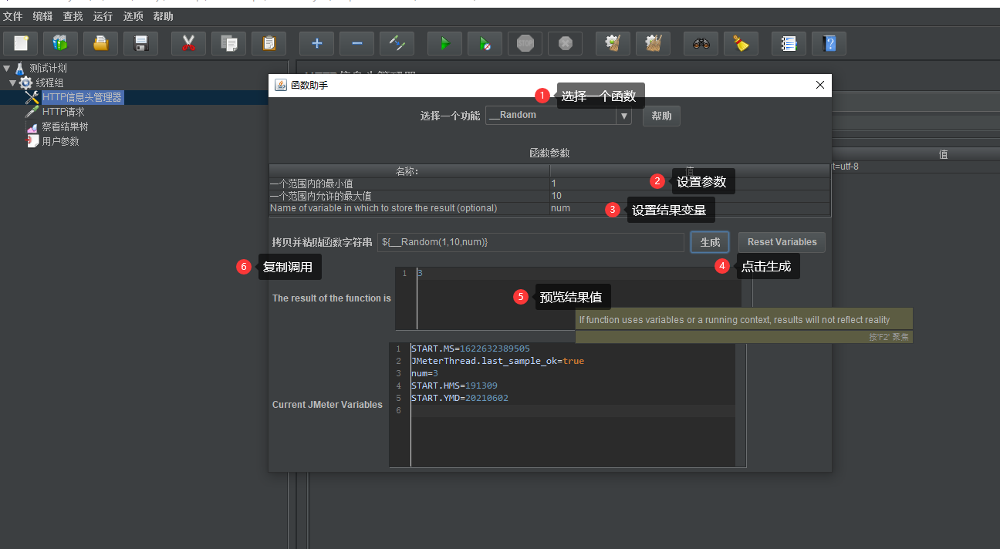 文件 编辑 查找 运行 选项 帮助
测试计划
线程组
HTTP信息头管理器
HTTP请求
察看结果树
用户参数
函数助手
1 选择一个函数
选择一个功能 __Random 帮助
函数参数
名称: 值
一个范围内的最小值 1
2 设置参数
一个范围内允许的最大值 10
Name of variable in which to store the result (optional) num
3 设置结果变量
值
t=utf-8
拷贝并粘贴函数字符串 ${__Random(1,10,num)} 生成 Reset Variables
6 复制调用
4 点击生成
The result of the function is
1 3
5 预览结果值
If function uses variables or a running context, results will not reflect reality
按'F2' 聚焦
Current JMeter Variables
1 START.MS=1622632389505
2 JMeterThread.last_sample_ok=true
3 num=3
4 START.HMS=191309
5 START.YMD=20210602
6